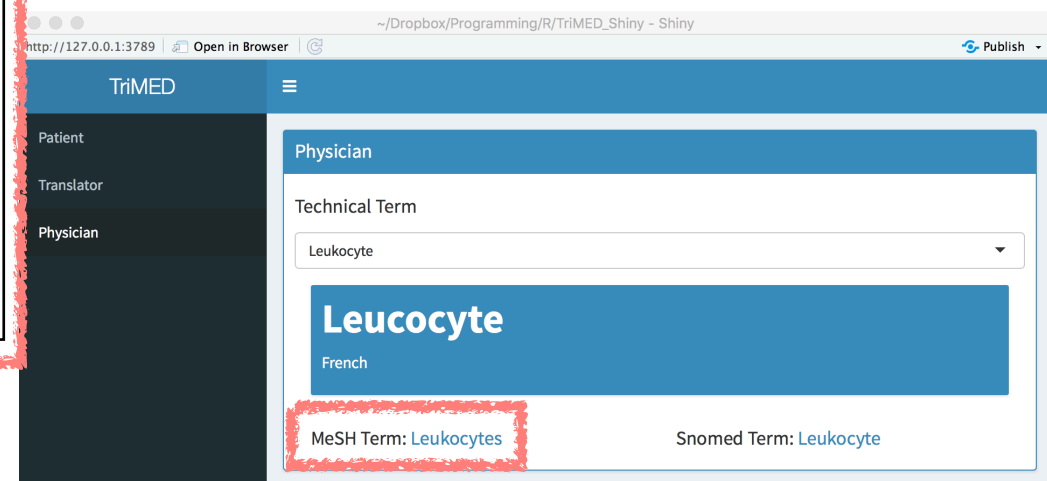 ~/Dropbox/Programming/R/TriMED_Shiny - Shiny
http://127.0.0.1:3789 Open in Browser Publish
TriMED
Patient
Translator
Physician
Physician
Technical Term
Leukocyte
Leucocyte
French
MeSH Term: Leukocytes Snomed Term: Leukocyte